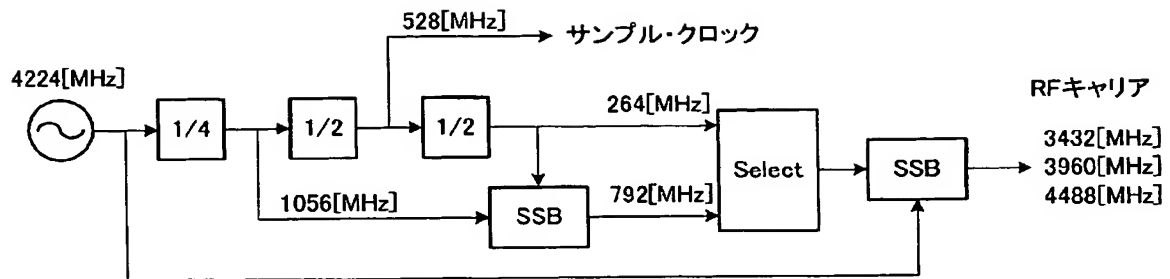 528[MHz]
サンプル・クロック
4224[MHz]
RFキャリア
1/4
1/2
1/2
264[MHz]
Select
SSB
3432[MHz]
3960[MHz]
4488[MHz]
1056[MHz]
SSB
792[MHz]